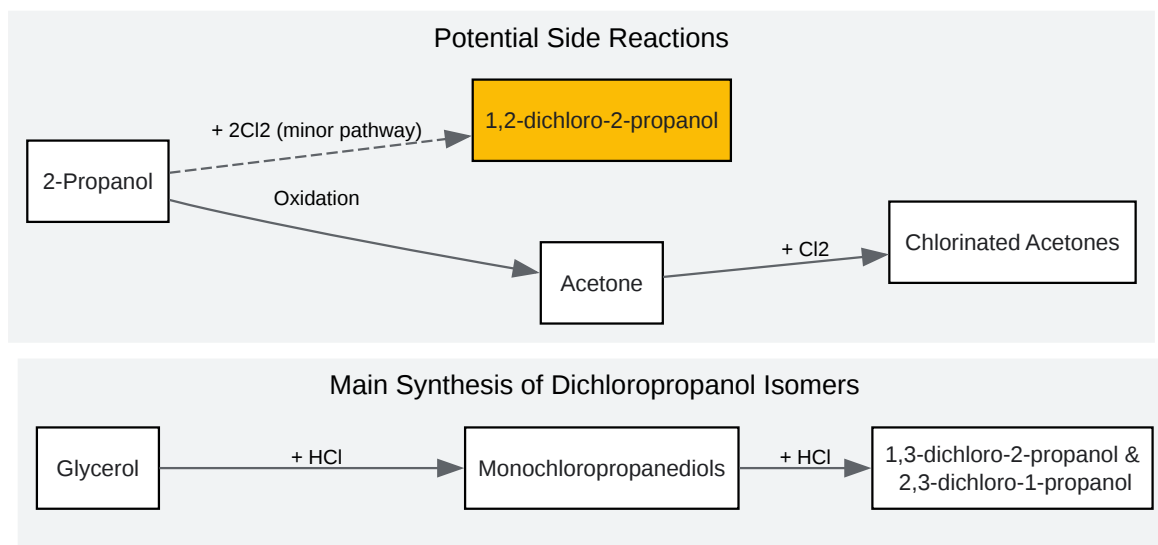 Potential Side Reactions
1,2-dichloro-2-propanol
+ 2Cl2 (minor pathway)
2-Propanol
Oxidation
Chlorinated Acetones
+ Cl2
Acetone
Main Synthesis of Dichloropropanol Isomers
Glycerol
+ HCl
Monochloropropanediols
+ HCl
1,3-dichloro-2-propanol &
2,3-dichloro-1-propanol